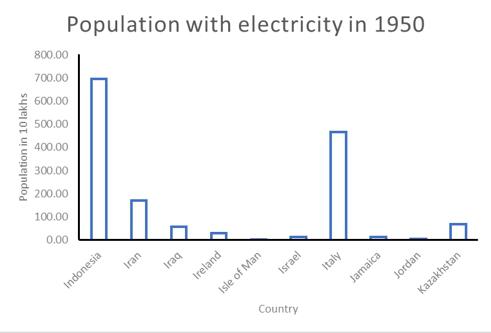 Population with electricity in 1950
Population in 10 lakhs
800.00
700.00
600.00
500.00
400.00
300.00
200.00
100.00
0.00
Indonesia
Iran
Iraq
Ireland
Isle of Man
Israel
Italy
Jamaica
Jordan
Kazakhstan
Country